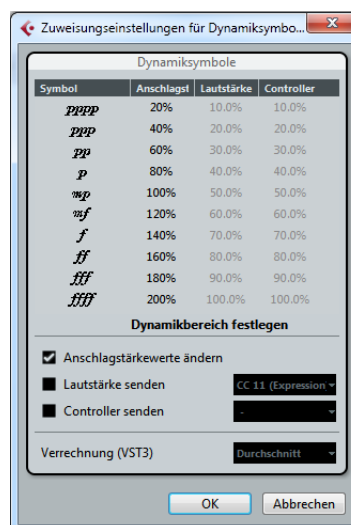 Zuweisungseinstellungen für Dynamiksymbo...
Dynamiksymbole
Symbol Anschlagst Lautstärke Controller
pppp 20% 10.0% 10.0%
ppp 40% 20.0% 20.0%
pp 60% 30.0% 30.0%
p 80% 40.0% 40.0%
mp 100% 50.0% 50.0%
mf 120% 60.0% 60.0%
f 140% 70.0% 70.0%
ff 160% 80.0% 80.0%
fff 180% 90.0% 90.0%
ffff 200% 100.0% 100.0%
Dynamikbereich festlegen
Anschlagstärkewerte ändern
Lautstärke senden CC 11 (Expression
Controller senden -
Verrechnung (VST3) Durchschnitt
OK Abbrechen